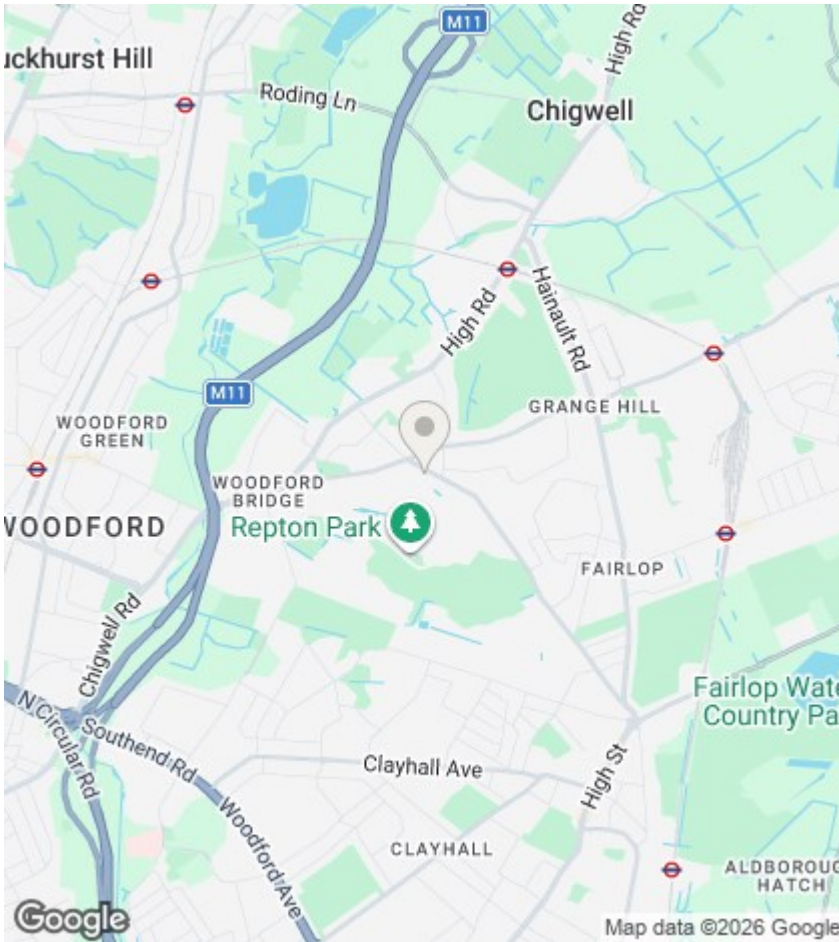 M11
uckhurst Hill
Roding Ln
High Rd
Chigwell
High Rd
Hainault Rd
M11
GRANGE HILL
WOODFORD
GREEN
WOODFORD
BRIDGE
WOODFORD
Repton Park
FAIRLOP
Chigwell Rd
N Circular Rd
Southend Rd
Woodford Ave
Fairlop Wate
Country Pa
Clayhall Ave
High St
CLAYHALL
ALDBOROUG
HATCH
Google
Map data ©2026 Google